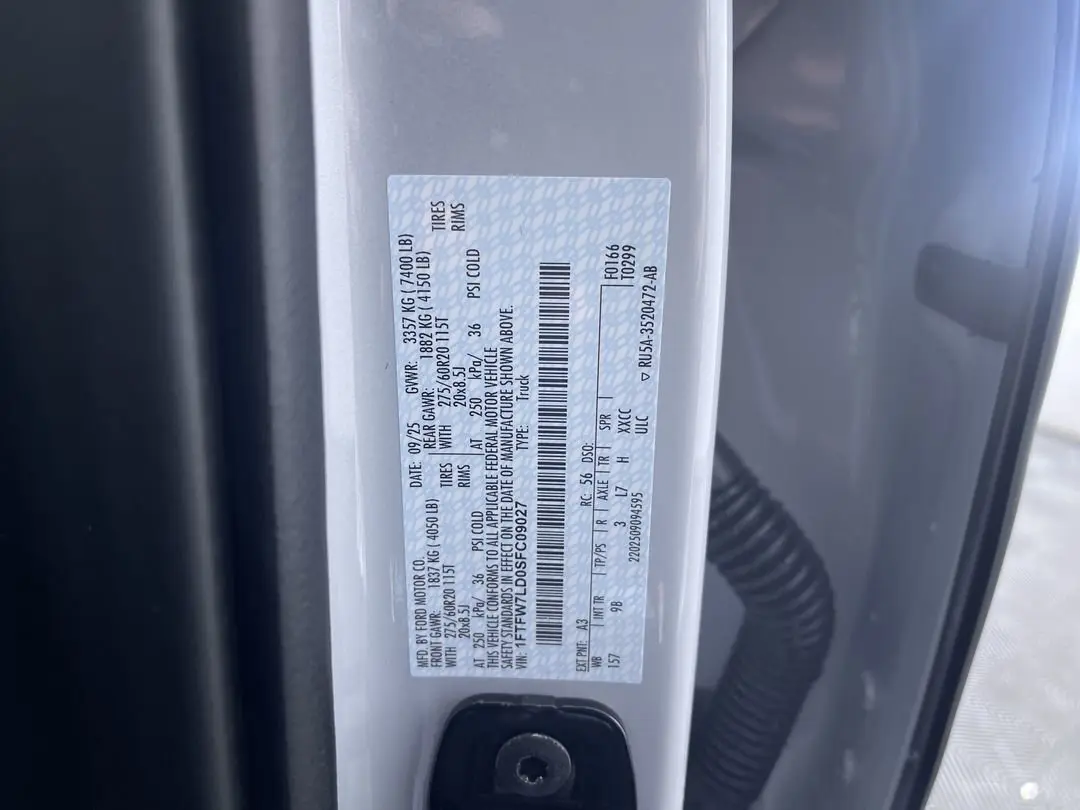 MFD. BY FORD MOTOR CO.
DATE: 09/25 GVWR: 3357 KG ( 7400 LB)
FRONT GAWR: 1837 KG ( 4050 LB)
REAR GAWR: 1882 KG ( 4150 LB)
WITH 275/60R20 115T TIRES
WITH 275/60R20 115T TIRES
20x8.5J RIMS
20x8.5J RIMS
AT 250 kPa/ 36 PSI COLD
AT 250 kPa/ 36 PSI COLD
THIS VEHICLE CONFORMS TO ALL APPLICABLE FEDERAL MOTOR VEHICLE
SAFETY STANDARDS IN EFFECT ON THE DATE OF MANUFACTURE SHOWN ABOVE.
VIN: 1FTFW7LD0SFC09027 TYPE: Truck
EXT PNT: A3 RC: 56 DSO: F0166
WB INT TR TP/PS R AXLE TR SPR T0299
157 9B 3 L7 H XXCC
ULC ▽ RU5A-3520472-AB
2202509094595